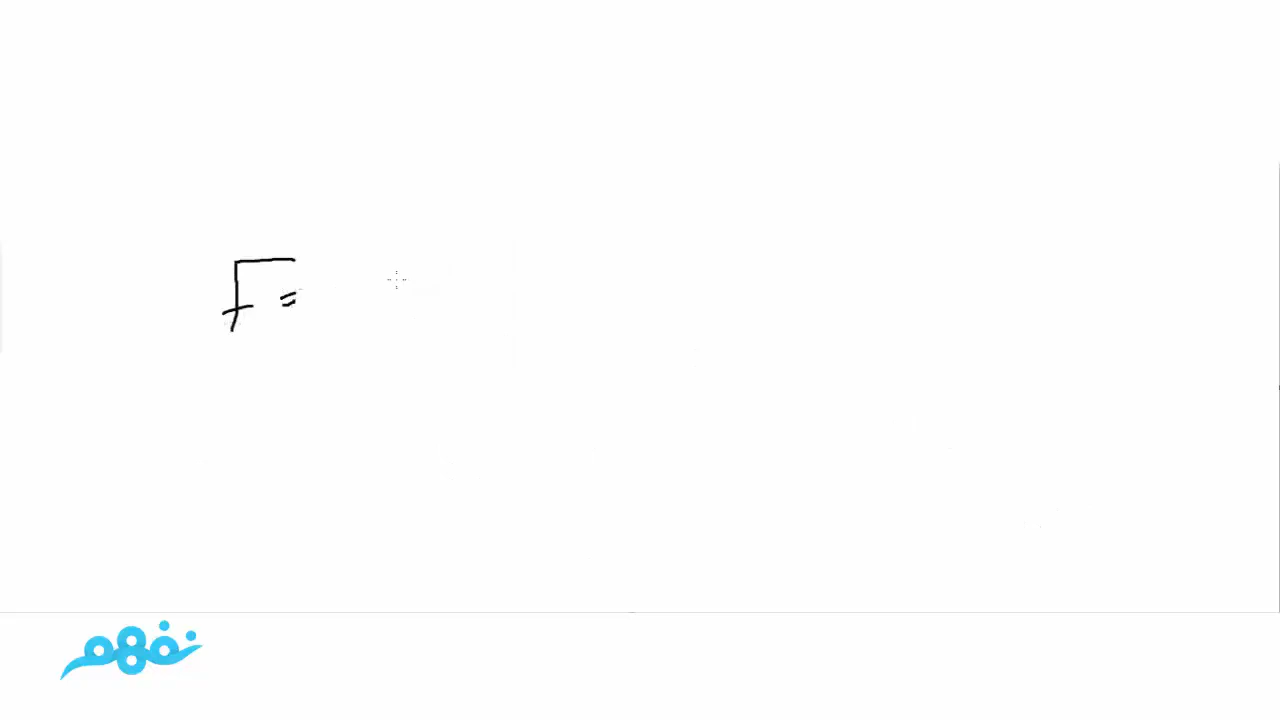 F =
نفهم